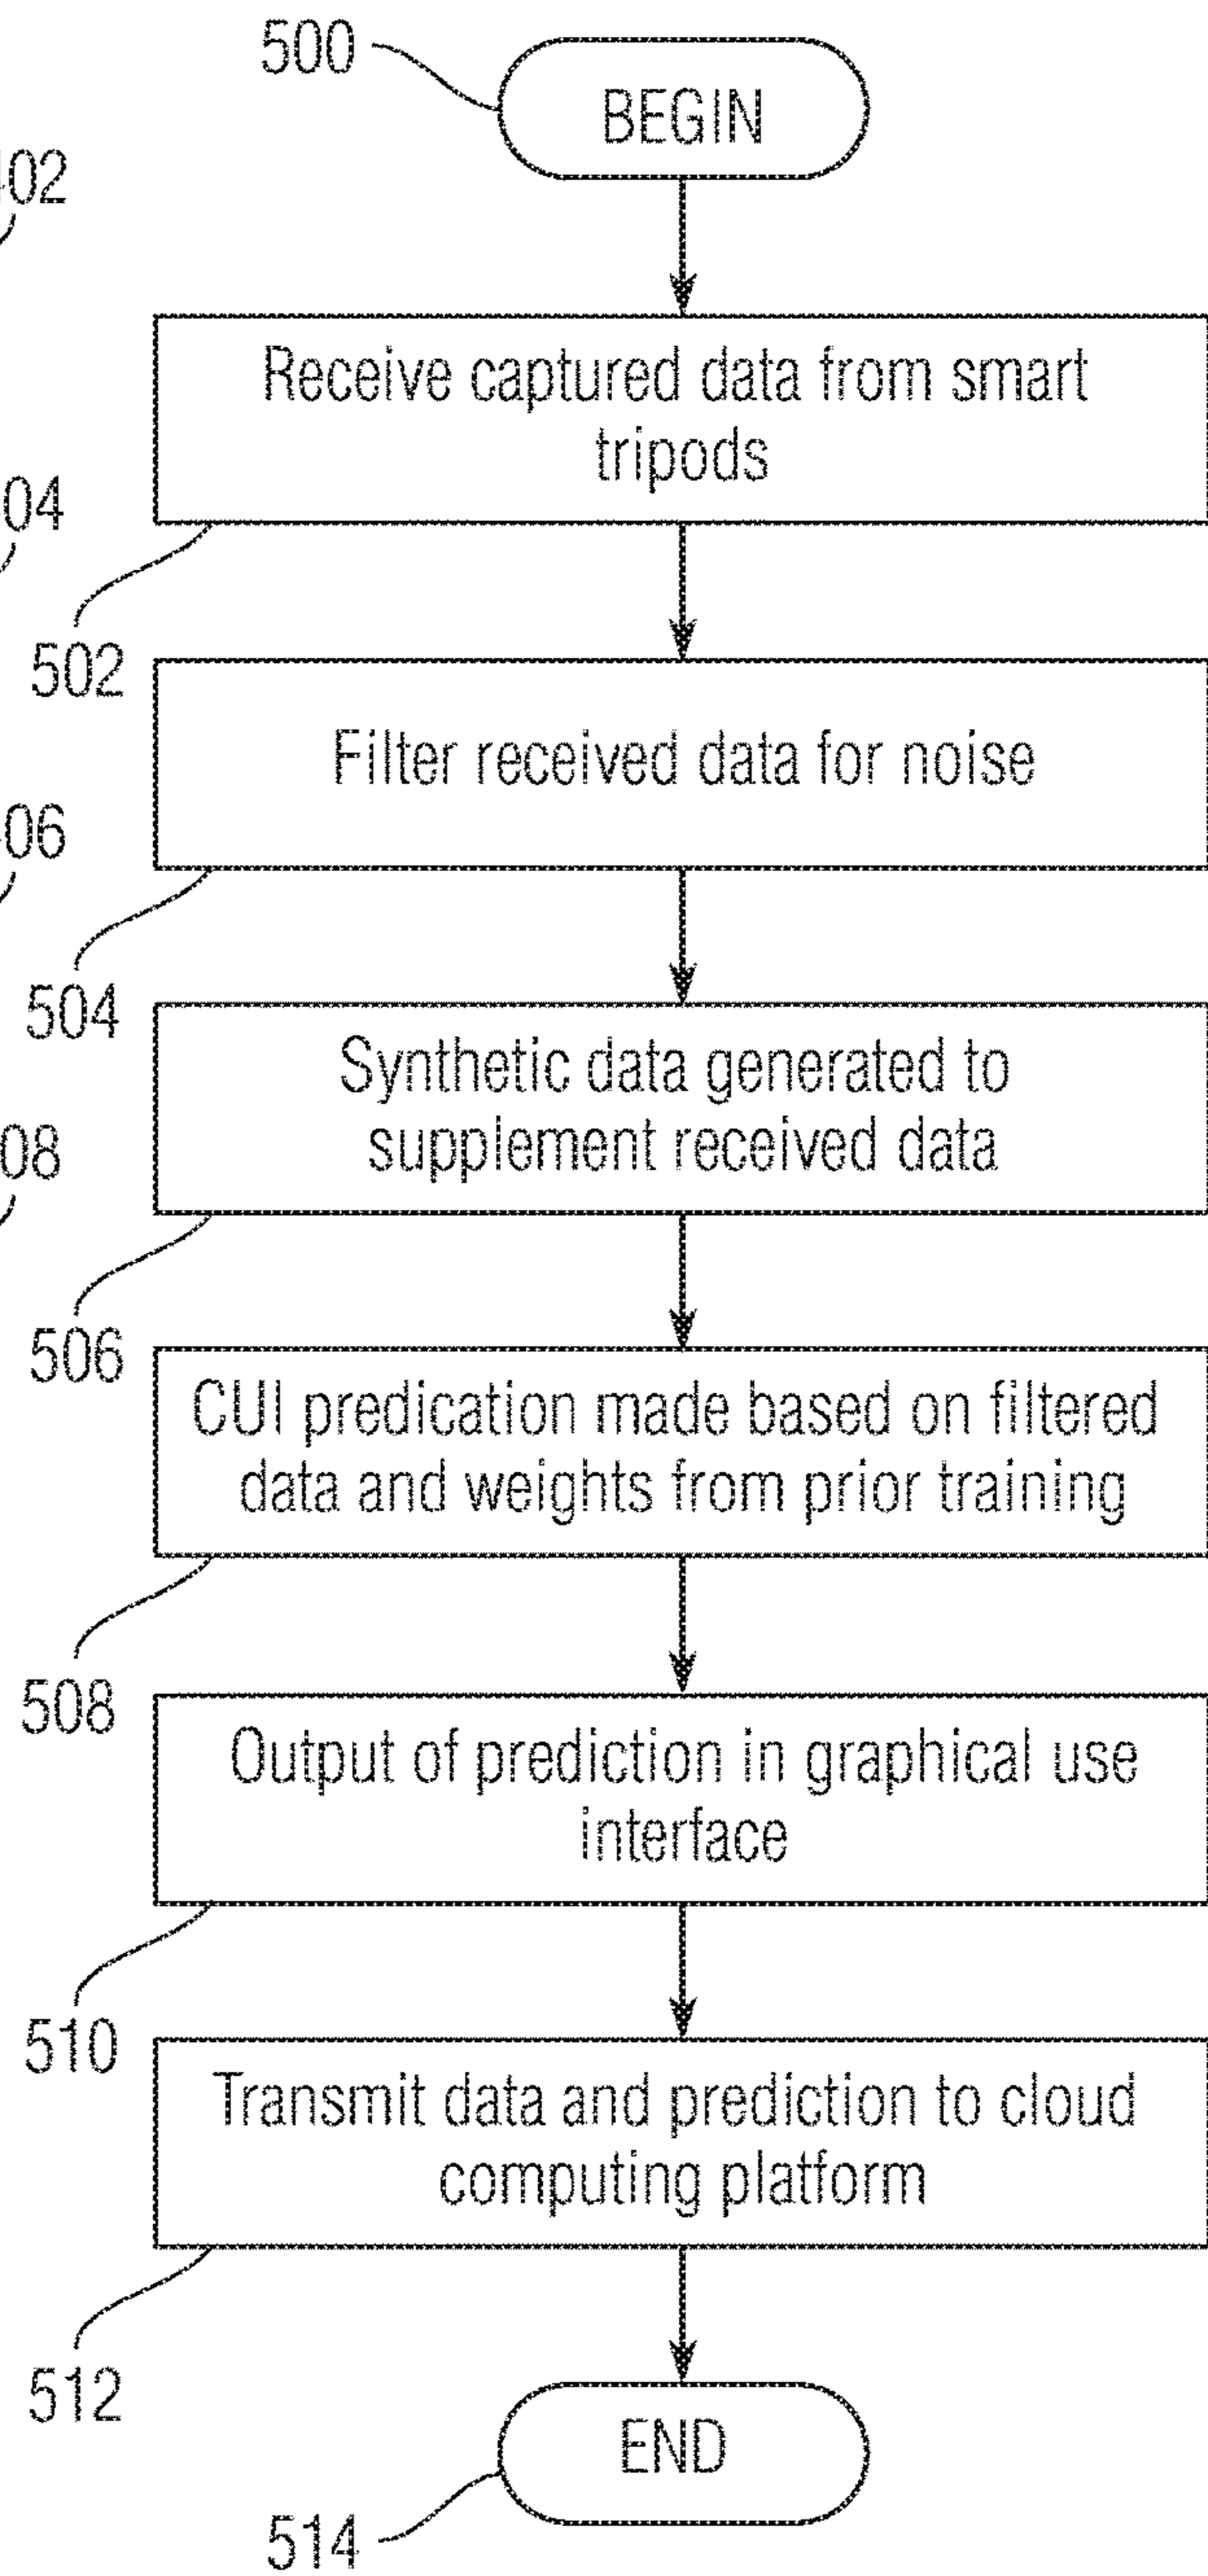 500
BEGIN
402
Receive captured data from smart
tripods
04
502
Filter received data for noise
406
504
Synthetic data generated to
supplement received data
08
506
CUI predication made based on filtered
data and weights from prior training
508
Output of prediction in graphical use
interface
510
Transmit data and prediction to cloud
computing platform
512
END
514